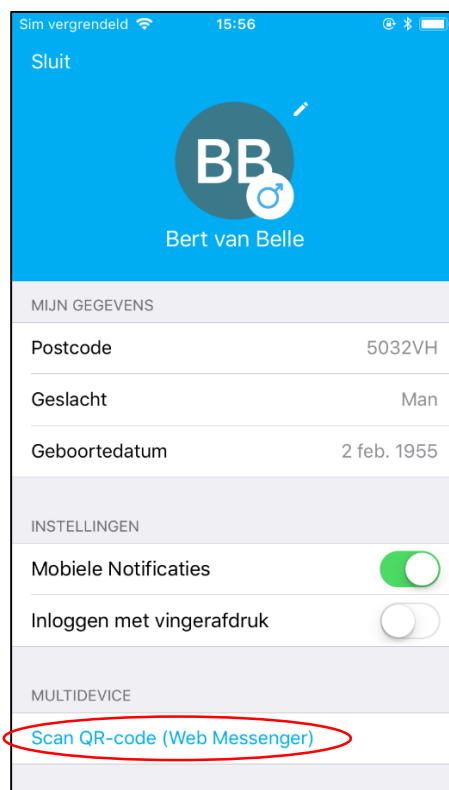 Sim vergrendeld 15:56
Sluit
BB
Bert van Belle
MIJN GEGEVENS
Postcode 5032VH
Geslacht Man
Geboortedatum 2 feb. 1955
INSTELLINGEN
Mobiele Notificaties
Inloggen met vingerafdruk
MULTIDEVICE
Scan QR-code (Web Messenger)